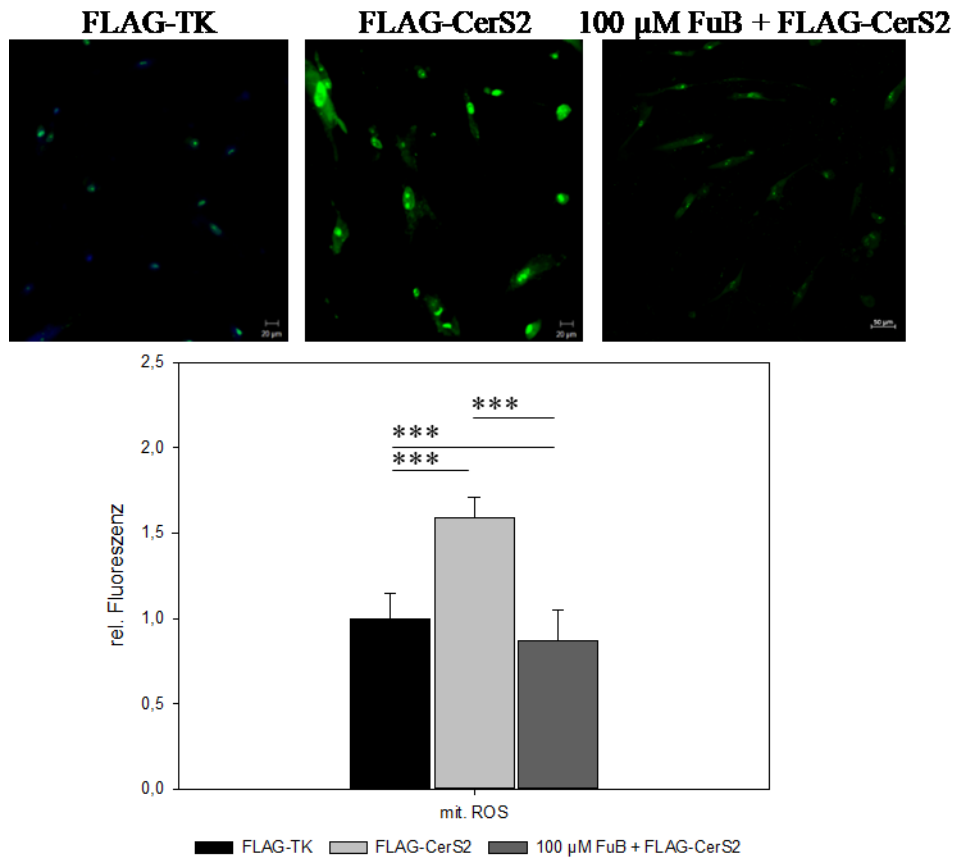 FLAG-TK
FLAG-CerS2
100 µM FuB + FLAG-CerS2
20 µm
20 µm
50 µm
2,5
2,0
1,5
1,0
0,5
0,0
rel. Fluoreszenz
***
***
***
mit. ROS
FLAG-TK
FLAG-CerS2
100 µM FuB + FLAG-CerS2